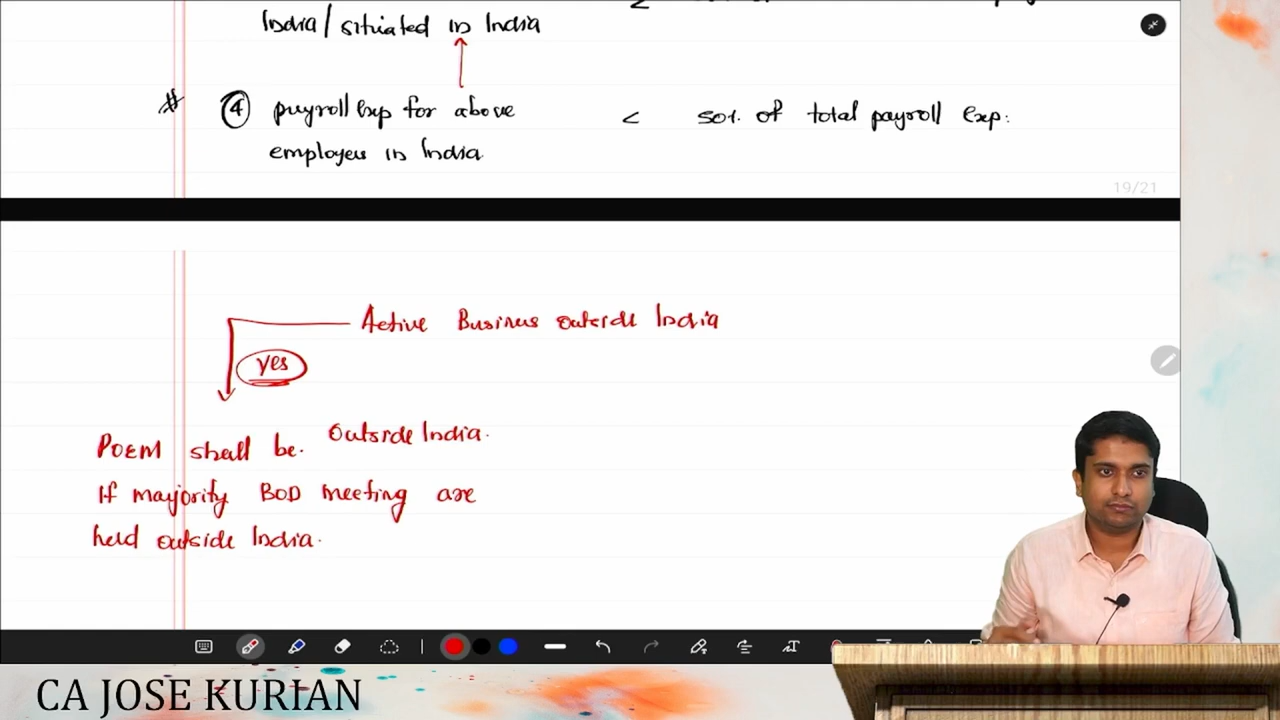 India / situated in India
# ④ payroll exp for above < 50% of total payroll Exp:
employees in India
19/21
Active Business outside India
Yes
POEM shall be. Outside India.
If majority BOD meeting are
held outside India.
CA JOSE KURIAN